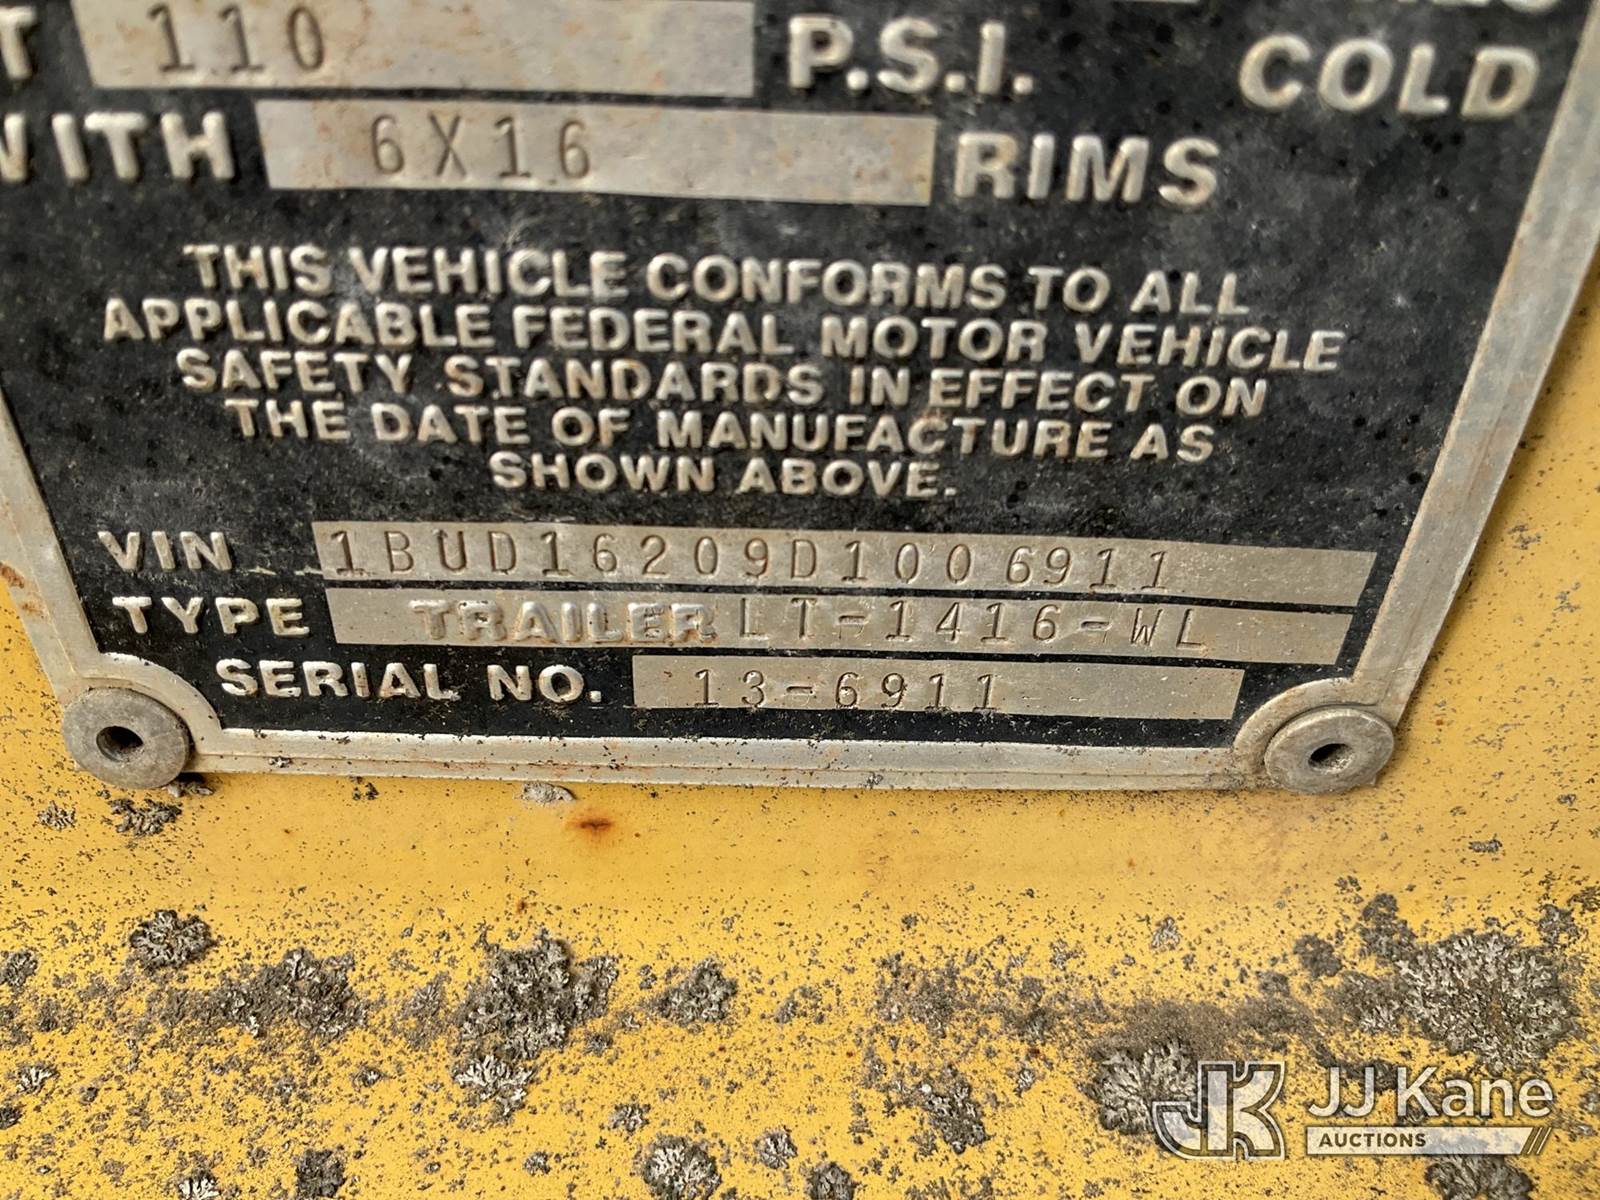 110 P.S.I. COLD
WITH 6X16 RIMS
THIS VEHICLE CONFORMS TO ALL
APPLICABLE FEDERAL MOTOR VEHICLE
SAFETY STANDARDS IN EFFECT ON
THE DATE OF MANUFACTURE AS
SHOWN ABOVE.
VIN 1BUD16209D1006911
TYPE TRAILER LT-1416-WL
SERIAL NO. 13-6911
JK JJ Kane
AUCTIONS